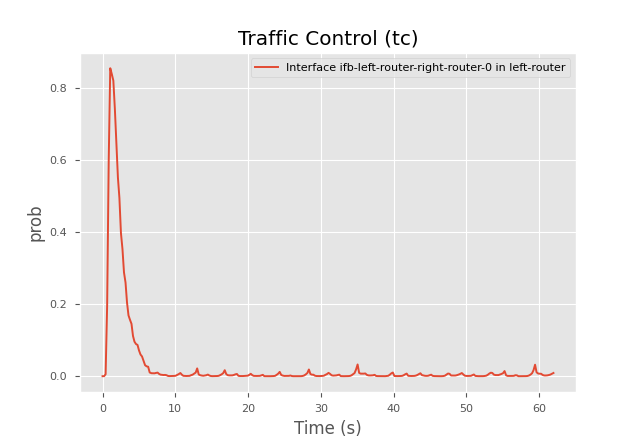 Traffic Control (tc)
Interface ifb-left-router-right-router-0 in left-router
prob
0.8
0.6
0.4
0.2
0.0
0 10 20 30 40 50 60
Time (s)